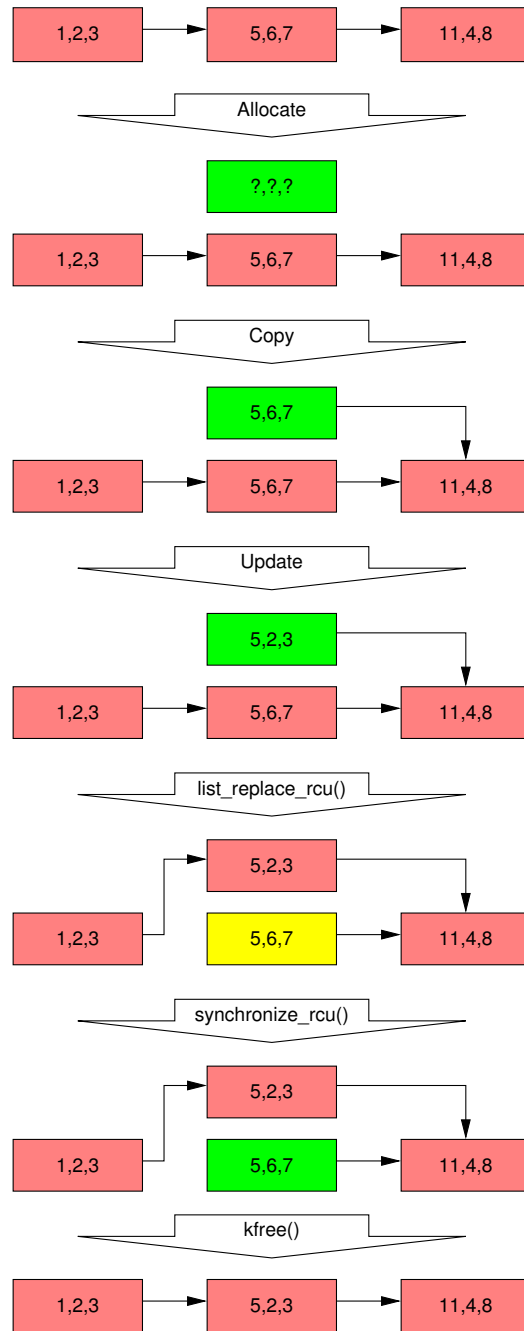 1,2,3 5,6,7 11,4,8
Allocate
?,?,?
1,2,3 5,6,7 11,4,8
Copy
5,6,7
1,2,3 5,6,7 11,4,8
Update
5,2,3
1,2,3 5,6,7 11,4,8
list_replace_rcu()
5,2,3
1,2,3 5,6,7 11,4,8
synchronize_rcu()
5,2,3
1,2,3 5,6,7 11,4,8
kfree()
1,2,3 5,2,3 11,4,8